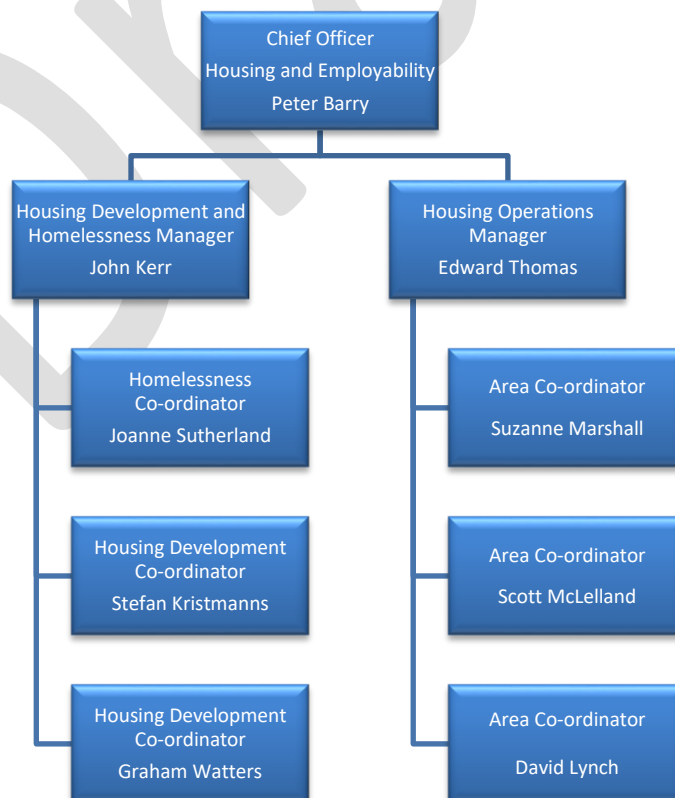 Chief Officer
Housing and Employability
Peter Barry
Housing Development and
Homelessness Manager
John Kerr
Housing Operations
Manager
Edward Thomas
Homelessness
Co-ordinator
Joanne Sutherland
Housing Development
Co-ordinator
Stefan Kristmanns
Housing Development
Co-ordinator
Graham Watters
Area Co-ordinator
Suzanne Marshall
Area Co-ordinator
Scott McLelland
Area Co-ordinator
David Lynch